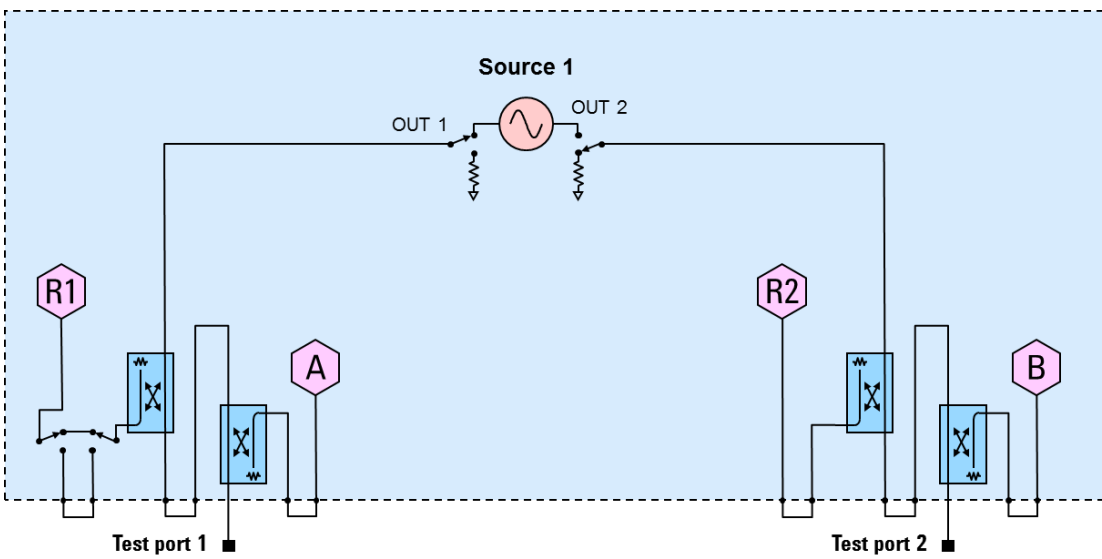 Source 1
OUT 1
OUT 2
R1
R2
A
B
Test port 1
Test port 2